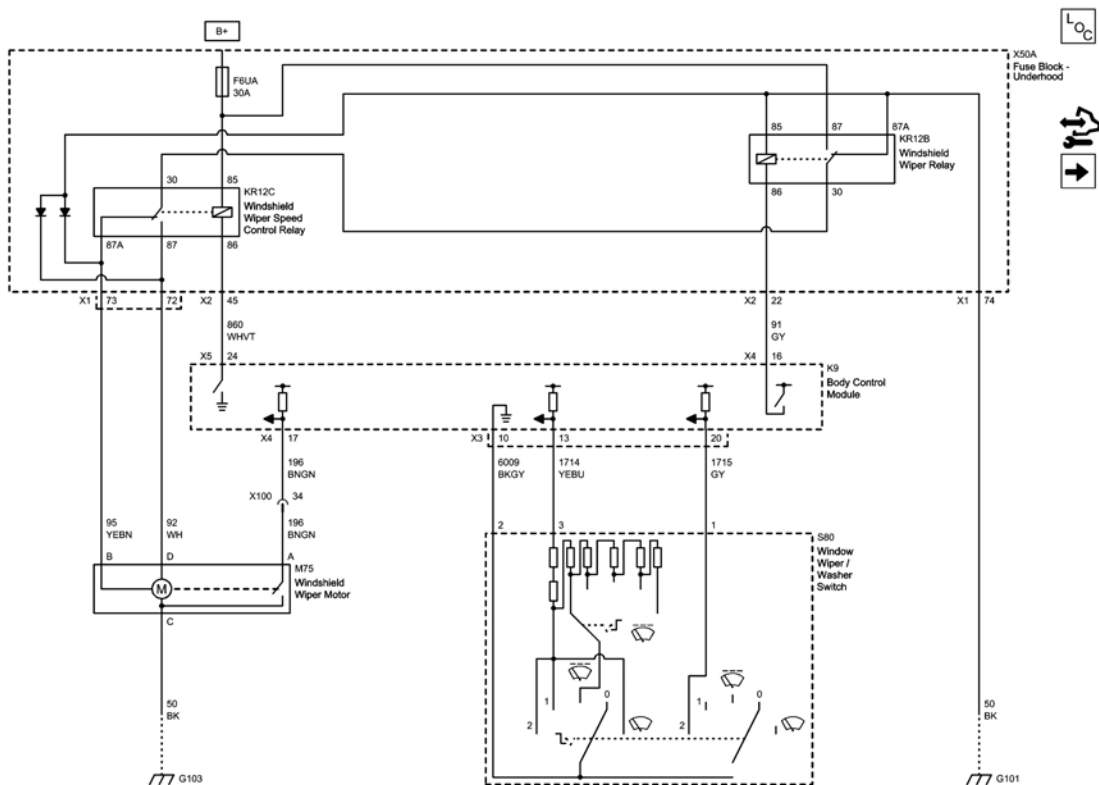 B+
LOC
X50A
Fuse Block -
Underhood
F6UA
30A
85 87 87A
KR12B
Windshield
Wiper Relay
86 30
30 85
KR12C
Windshield
Wiper Speed
Control Relay
87A 87 86
X1 73 72 X2 45 X2 22 X1 74
860
WHVT
91
GY
X5 24 X4 16
K9
Body Control
Module
X4 17 X3 10 13 20
196
BNGN
6009
BKGY
1714
YEBU
1715
GY
X100 34
95
YEBN
92
WH
196
BNGN
2 3 1
B D A
S80
Window
Wiper /
Washer
Switch
M75
Windshield
Wiper Motor
M
C
1 0 1 0
2 2
50
BK
50
BK
G103
G101